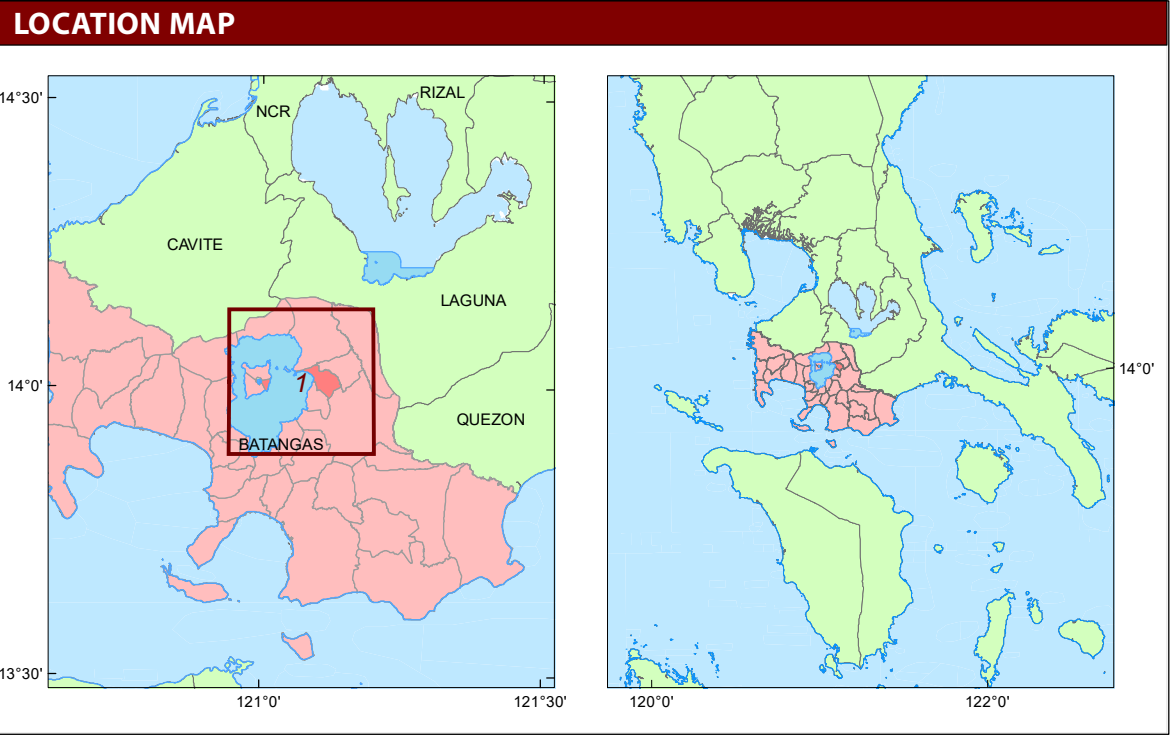 LOCATION MAP
14°30'
NCR
RIZAL
CAVITE
LAGUNA
14°0'
1
QUEZON
BATANGAS
13°30'
121°0'
121°30'
14°0'
120°0'
122°0'